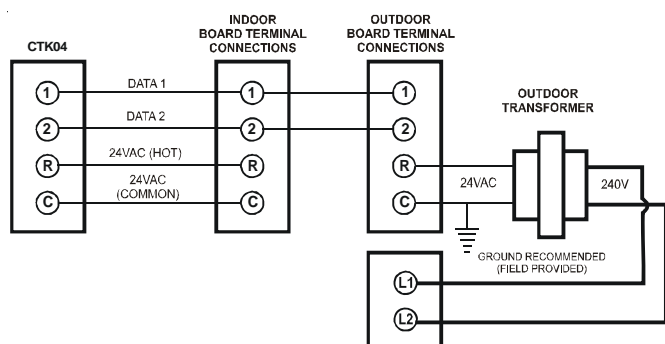 CTK04
INDOOR
BOARD TERMINAL
CONNECTIONS
OUTDOOR
BOARD TERMINAL
CONNECTIONS
OUTDOOR
TRANSFORMER
1
DATA 1
1
1
2
DATA 2
2
2
R
24VAC (HOT)
R
R
24VAC
(COMMON)
C
C
C
24VAC
240V
GROUND RECOMMENDED
(FIELD PROVIDED)
L1
L2